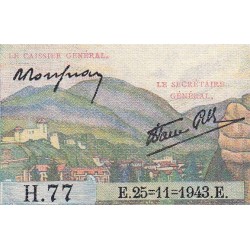 LE CAISSIER GÉNÉRAL,
LE SECRÉTAIRE
GÉNÉRAL,
H.77
E.25=11=1943.E.